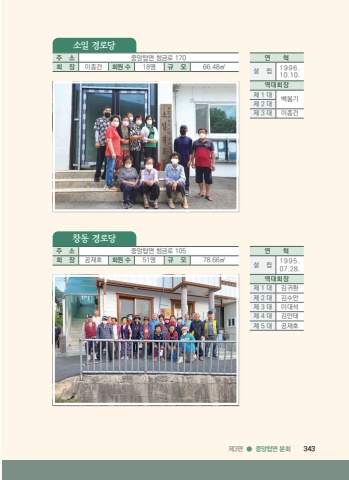 소일 경로당
주 소 중앙탑면 청금로 170
회 장 이종건 회원 수 18명 규 모 66.48㎡
연 혁
설 립 1996. 10.10.
역대회장
제 1 대 백봉기
제 2 대
제 3 대 이종건
소일경로당
창동 경로당
주 소 중앙탑면 청금로 105
회 장 공재호 회원 수 51명 규 모 78.66㎡
연 혁
설 립 1995. 07.28.
역대회장
제 1 대 김귀환
제 2 대 김수안
제 3 대 이대석
제 4 대 김인태
제 5 대 공재호
제3편 ● 중앙탑면 문화 343